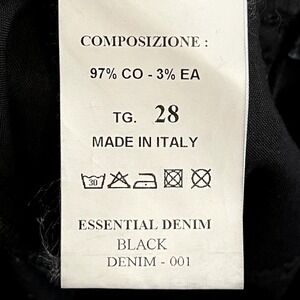 COMPOSIZIONE :
97% CO - 3% EA
TG. 28
MADE IN ITALY
30
ESSENTIAL DENIM
BLACK
DENIM - 001